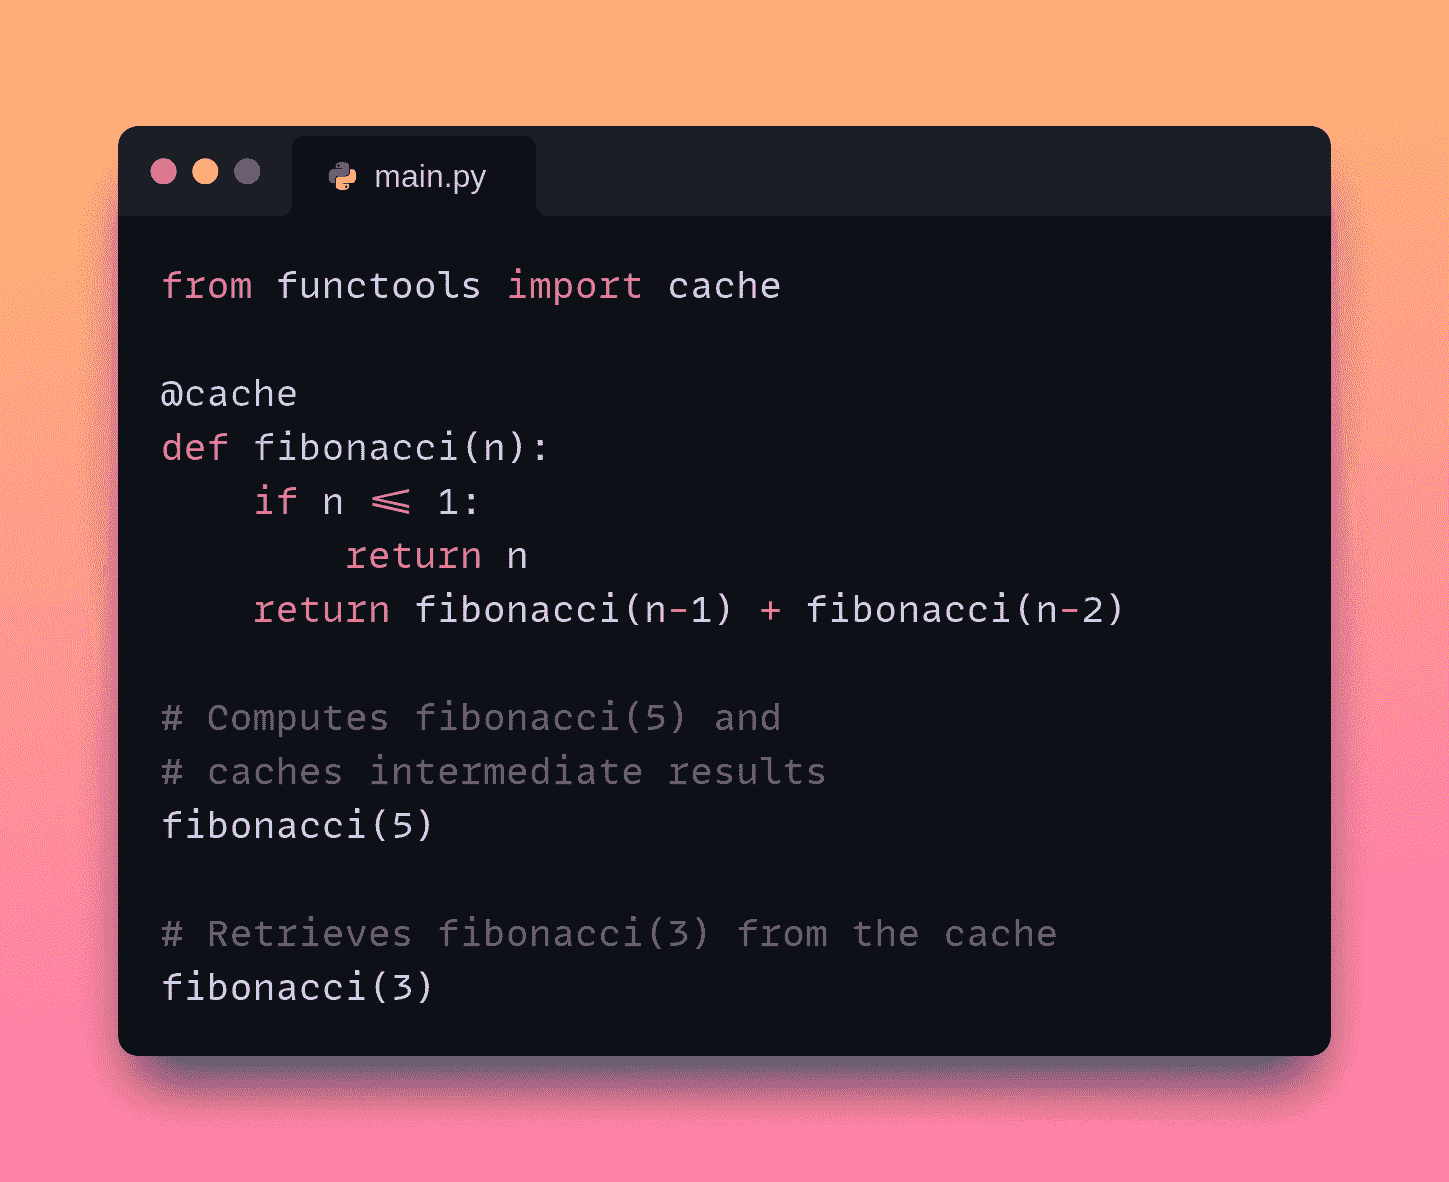 main.py
from functools import cache
@cache
def fibonacci(n):
    if n <= 1:
        return n
    return fibonacci(n-1) + fibonacci(n-2)
# Computes fibonacci(5) and
# caches intermediate results
fibonacci(5)
# Retrieves fibonacci(3) from the cache
fibonacci(3)